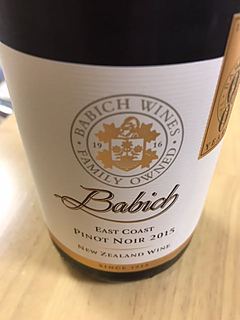 BABICH WINES
19 16
FAMILY OWNED
Babich
EAST COAST
PINOT NOIR 2015
NEW ZEALAND WINE
SINCE 1916